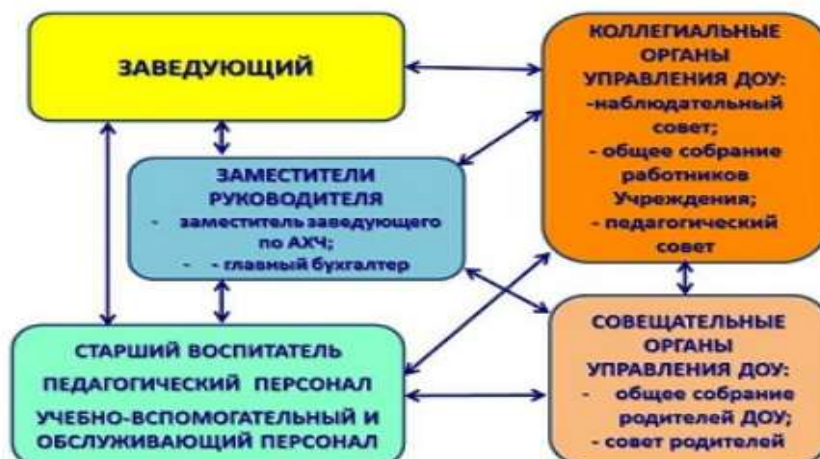 ЗАВЕДУЮЩИЙ
КОЛЛЕГИАЛЬНЫЕ
ОРГАНЫ
УПРАВЛЕНИЯ ДОУ:
-наблюдательный
совет;
- общее собрание
работников
Учреждения;
- педагогический
совет
ЗАМЕСТИТЕЛИ
РУКОВОДИТЕЛЯ
- заместитель заведующего
по АХЧ;
- - главный бухгалтер
СТАРШИЙ ВОСПИТАТЕЛЬ
ПЕДАГОГИЧЕСКИЙ ПЕРСОНАЛ
УЧЕБНО-ВСПОМОГАТЕЛЬНЫЙ И
ОБСЛУЖИВАЮЩИЙ ПЕРСОНАЛ
СОВЕЩАТЕЛЬНЫЕ
ОРГАНЫ
УПРАВЛЕНИЯ ДОУ:
- общее собрание
родителей ДОУ;
- совет родителей